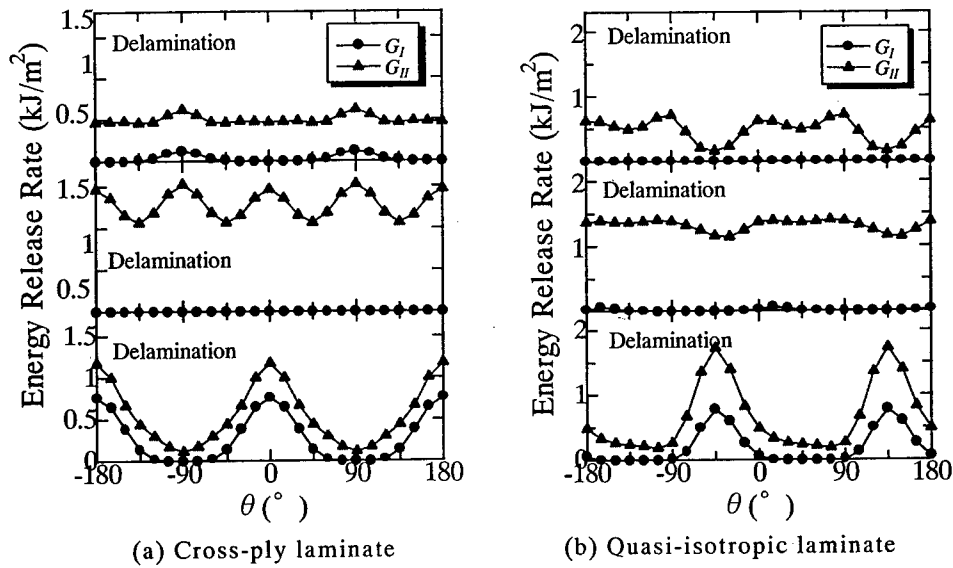 Energy Release Rate (kJ/m²)
1.5
1
0.5
Delamination
G_I
G_II
1.5
1
0.5
Delamination
1.5
1
0.5
0
Delamination
-180 -90 0 90 180
θ (°)
(a) Cross-ply laminate
Energy Release Rate (kJ/m²)
2
1
Delamination
G_I
G_II
2
1
Delamination
2
1
0
Delamination
-180 -90 0 90 180
θ (°)
(b) Quasi-isotropic laminate